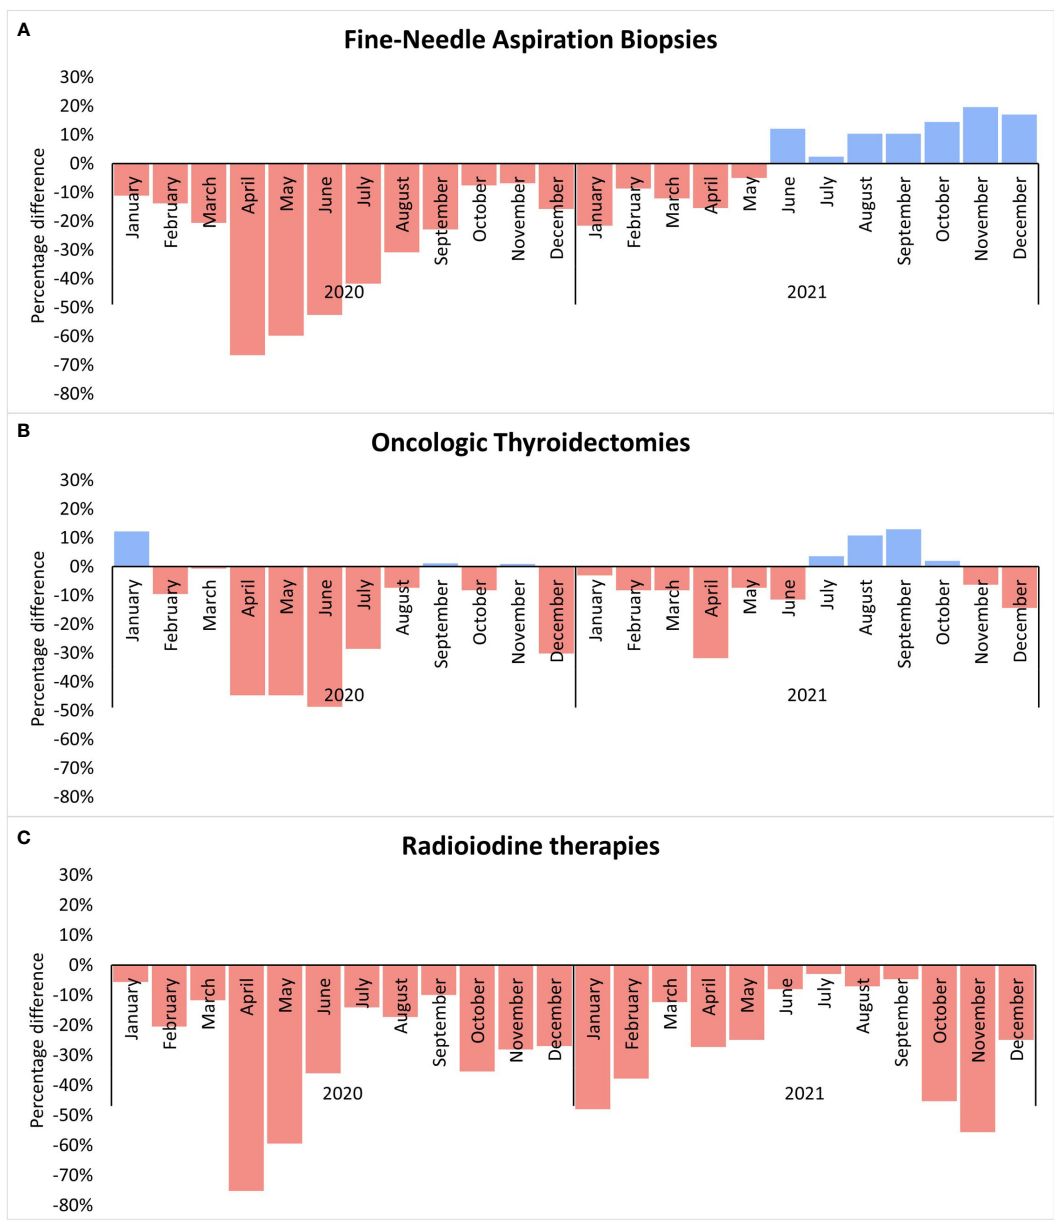 A
Fine-Needle Aspiration Biopsies
Percentage difference
30%
20%
10%
0%
-10%
-20%
-30%
-40%
-50%
-60%
-70%
-80%
January
February
March
April
May
June
July
August
September
October
November
December
January
February
March
April
May
June
July
August
September
October
November
December
2020
2021
B
Oncologic Thyroidectomies
Percentage difference
30%
20%
10%
0%
-10%
-20%
-30%
-40%
-50%
-60%
-70%
-80%
January
February
March
April
May
June
July
August
September
October
November
December
January
February
March
April
May
June
July
August
September
October
November
December
2020
2021
C
Radioiodine therapies
Percentage difference
30%
20%
10%
0%
-10%
-20%
-30%
-40%
-50%
-60%
-70%
-80%
January
February
March
April
May
June
July
August
September
October
November
December
January
February
March
April
May
June
July
August
September
October
November
December
2020
2021